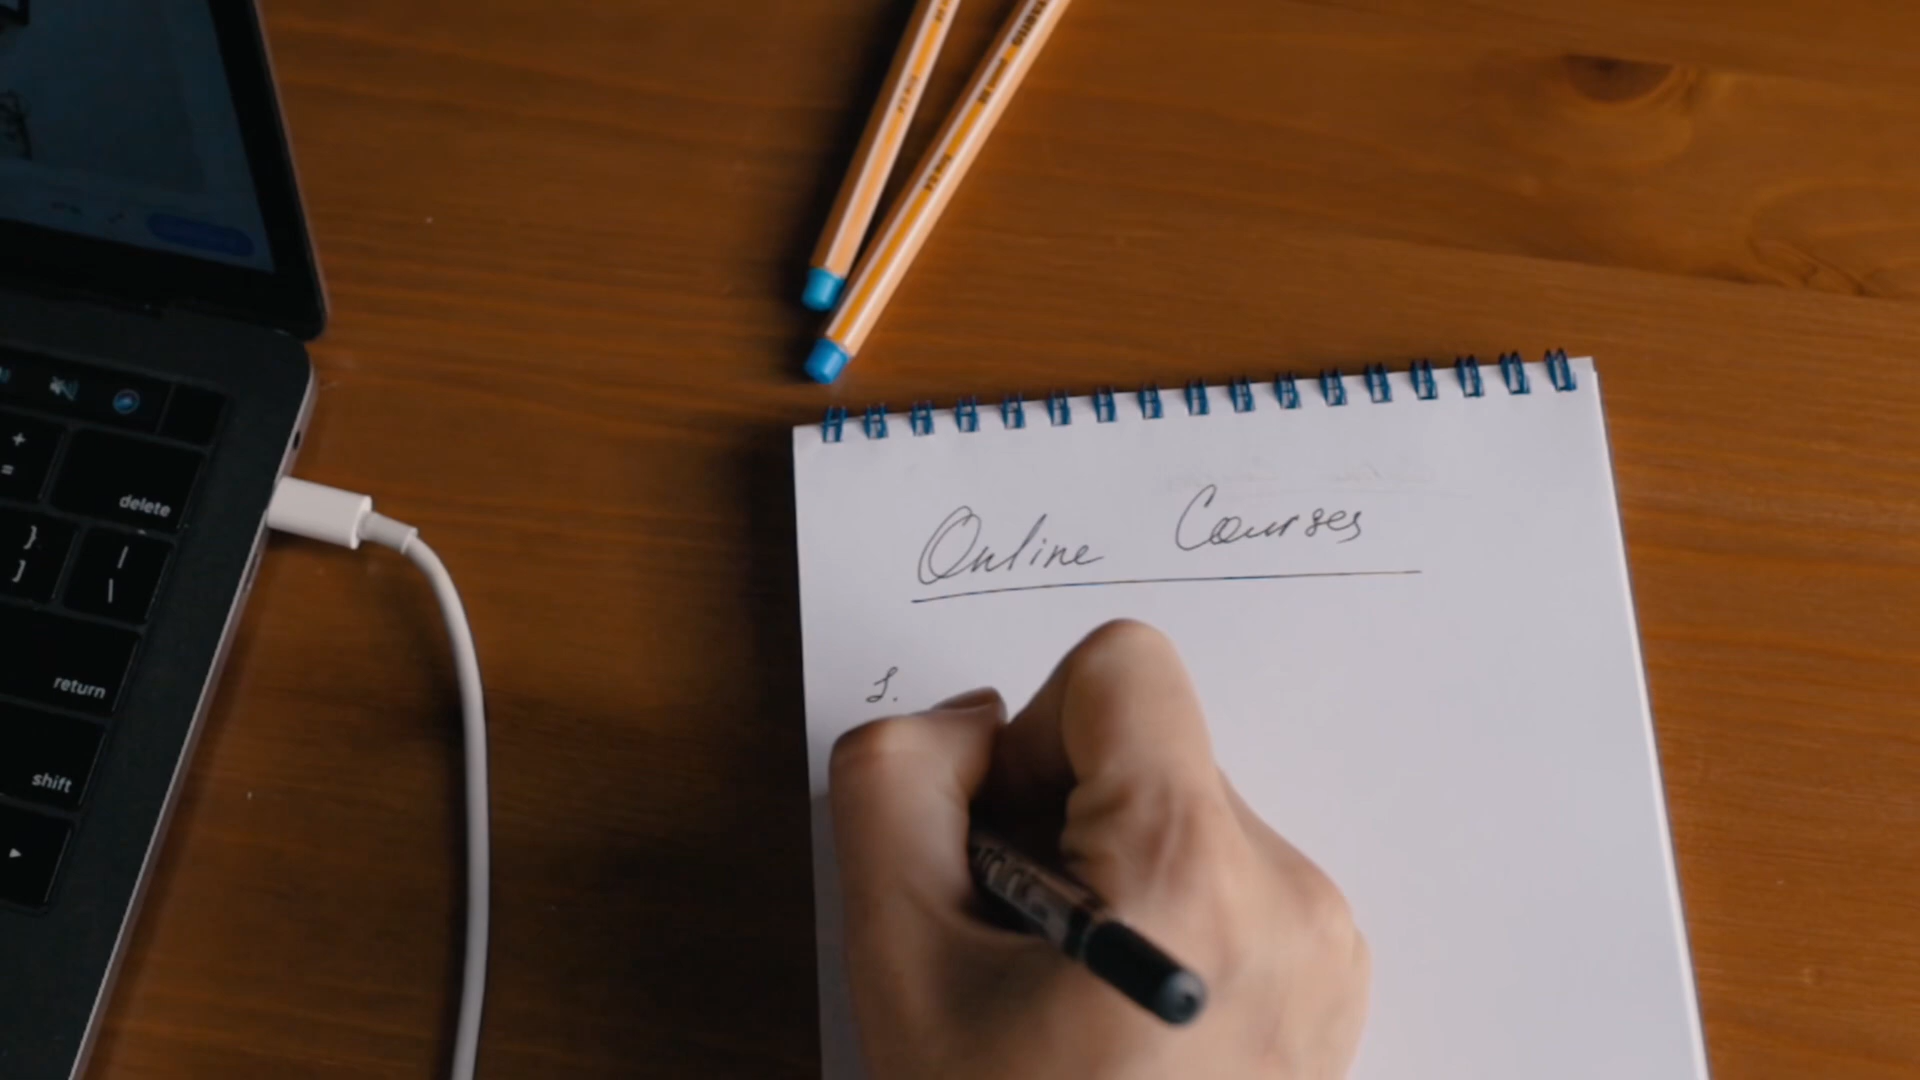 Online Courses
1.
+
=
delete
}
]
|
\
return
shift